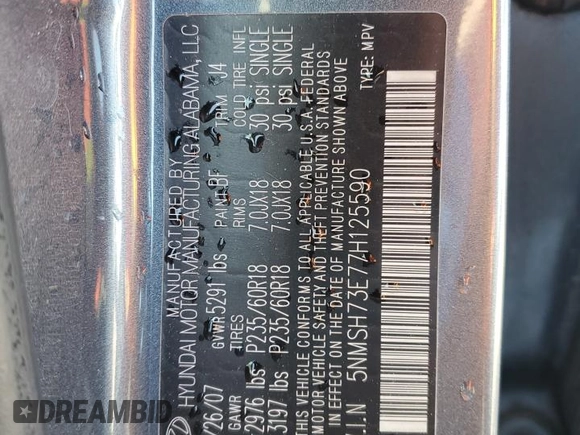 MANUFACTURED BY
HYUNDAI MOTOR MANUFACTURING ALABAMA, LLC
/26/07 GVWR 5291 lbs PAINT DF TRIM 14
GAWR TIRES RIMS COLD TIRE INFL
2976 lbs P235/60R18 7.0JX18 30 psi SINGLE
3197 lbs P235/60R18 7.0JX18 30 psi SINGLE
THIS VEHICLE CONFORMS TO ALL APPLICABLE U.S.A. FEDERAL
MOTOR VEHICLE SAFETY AND THEFT PREVENTION STANDARDS
IN EFFECT ON THE DATE OF MANUFACTURE SHOWN ABOVE
V.I.N 5NMSH73E77H125590 TYPE: MPV
DREAMBID